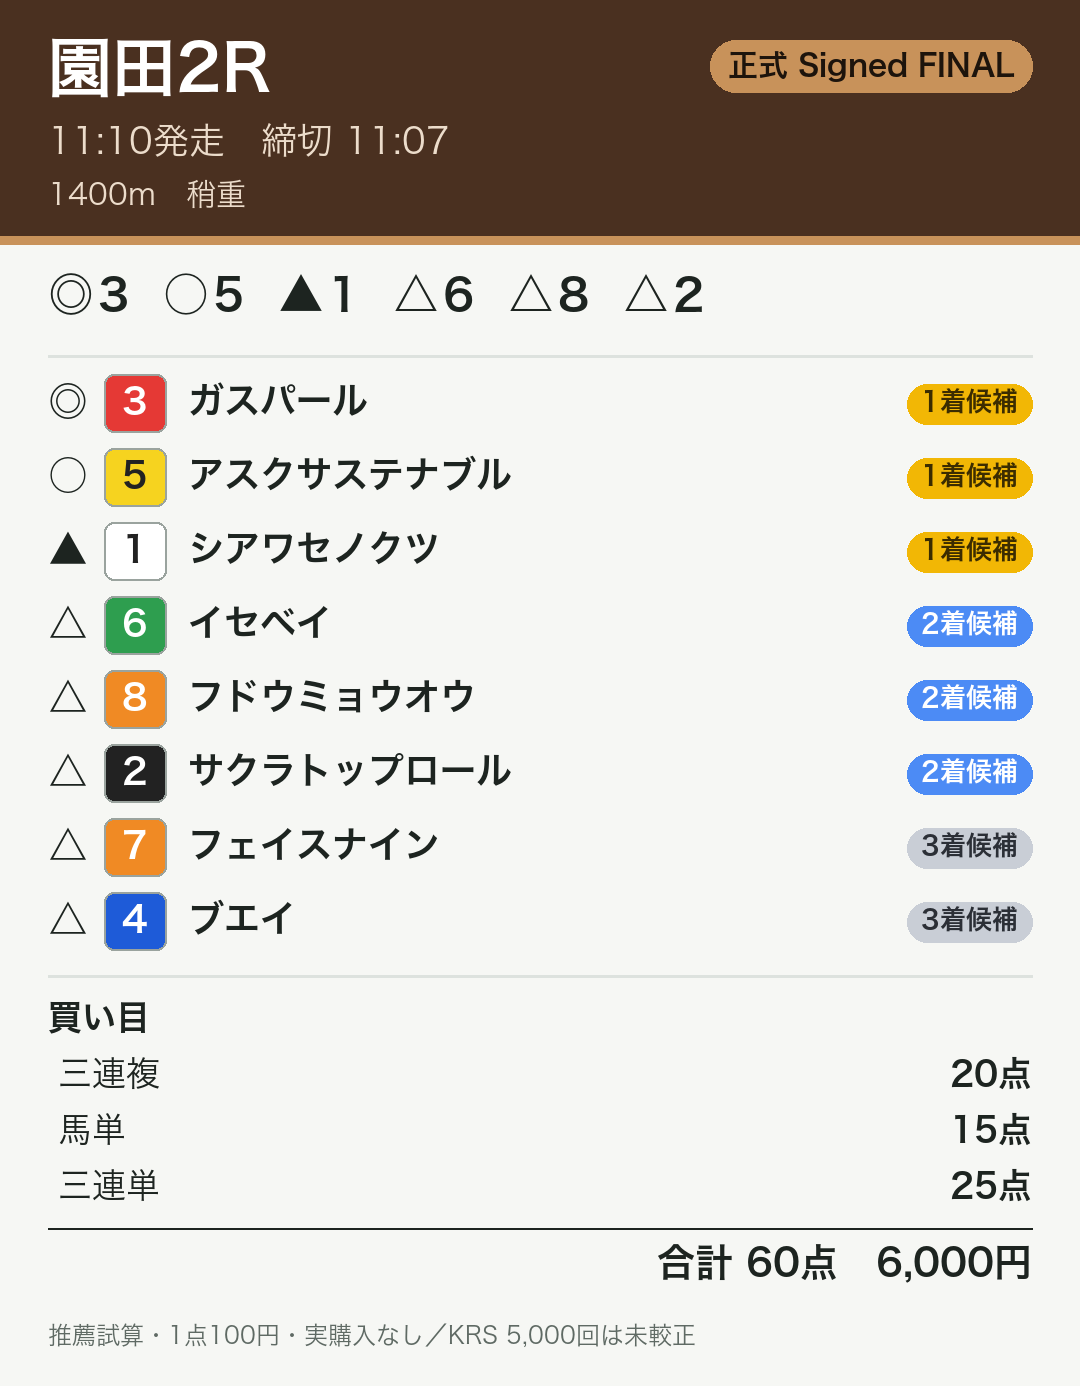 園田2R 正式 Signed FINAL
11:10発走 締切 11:07
1400m 稍重
◎3 ○5 ▲1 △6 △8 △2
◎ 3 ガスパール 1着候補
○ 5 アスクサステナブル 1着候補
▲ 1 シアワセノクツ 1着候補
△ 6 イセベイ 2着候補
△ 8 フドウミョウオウ 2着候補
△ 2 サクラトップロール 2着候補
△ 7 フェイスナイン 3着候補
△ 4 ブエイ 3着候補
買い目
三連複 20点
馬単 15点
三連単 25点
合計 60点 6,000円
推薦試算・1点100円・実購入なし／KRS 5,000回は未較正